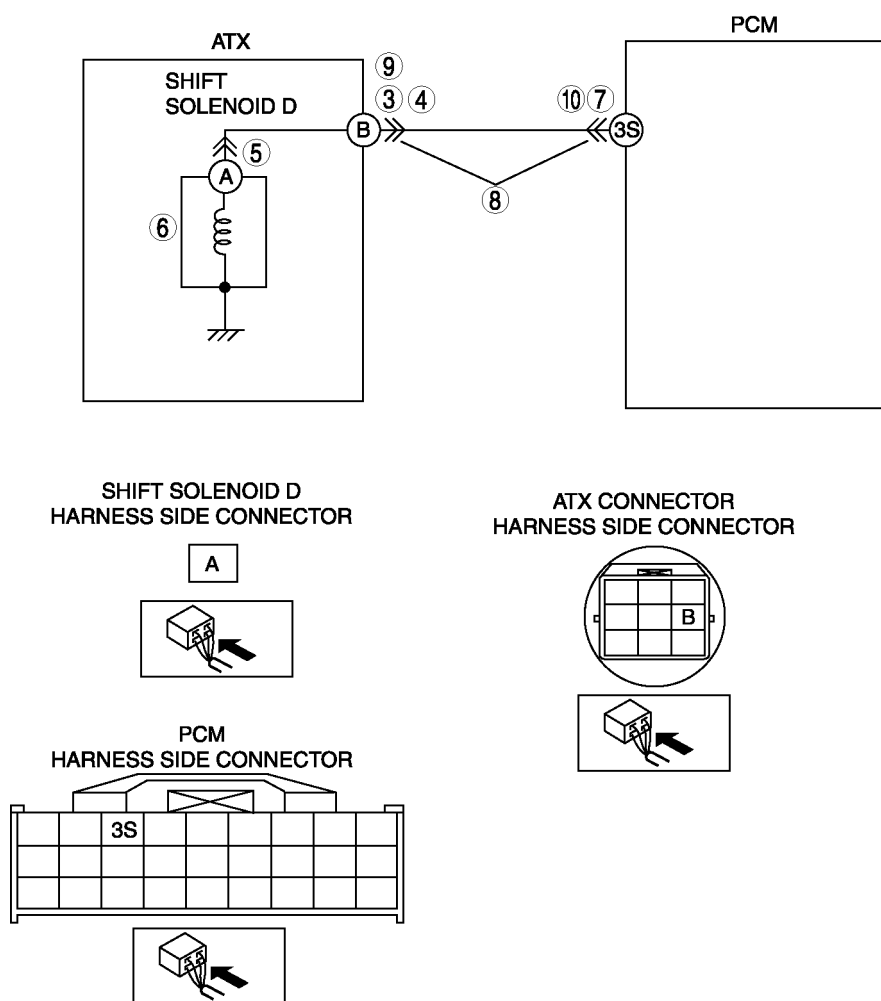 ATX
PCM
SHIFT
SOLENOID D
9
3 4
10 7
B
3S
5
A
8
6
SHIFT SOLENOID D
HARNESS SIDE CONNECTOR
A
ATX CONNECTOR
HARNESS SIDE CONNECTOR
B
PCM
HARNESS SIDE CONNECTOR
3S